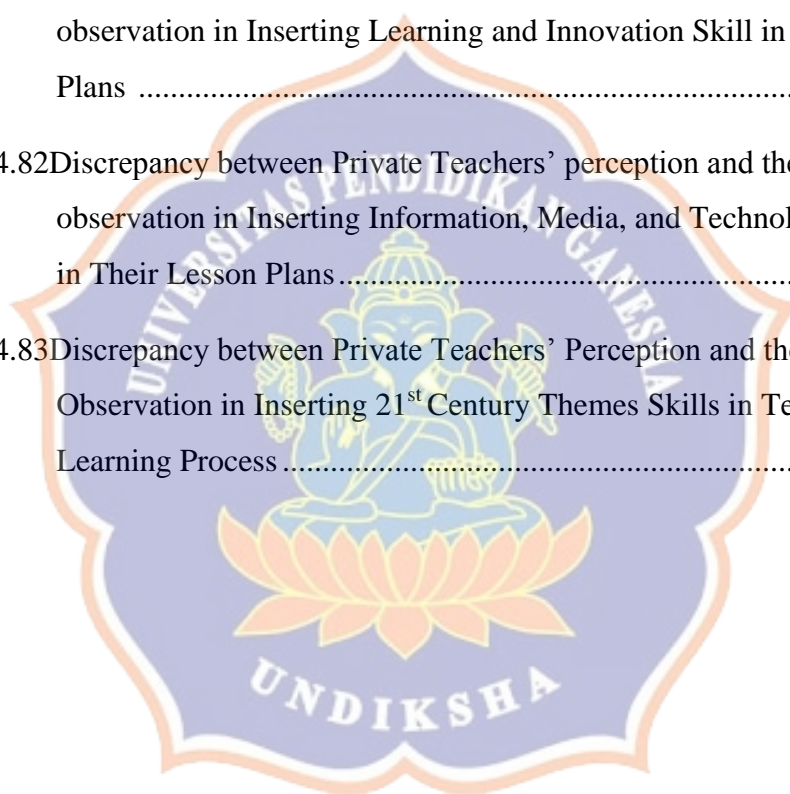 observation in Inserting Learning and Innovation Skill in
Plans ..........................................................................................
4.82Discrepancy between Private Teachers’ perception and the
observation in Inserting Information, Media, and Technol
in Their Lesson Plans..............................................................
4.83Discrepancy between Private Teachers’ Perception and the
Observation in Inserting 21st Century Themes Skills in Te
Learning Process.....................................................................
UNIVERSITAS PENDIDIKAN GANESHA
UNDIKSHA